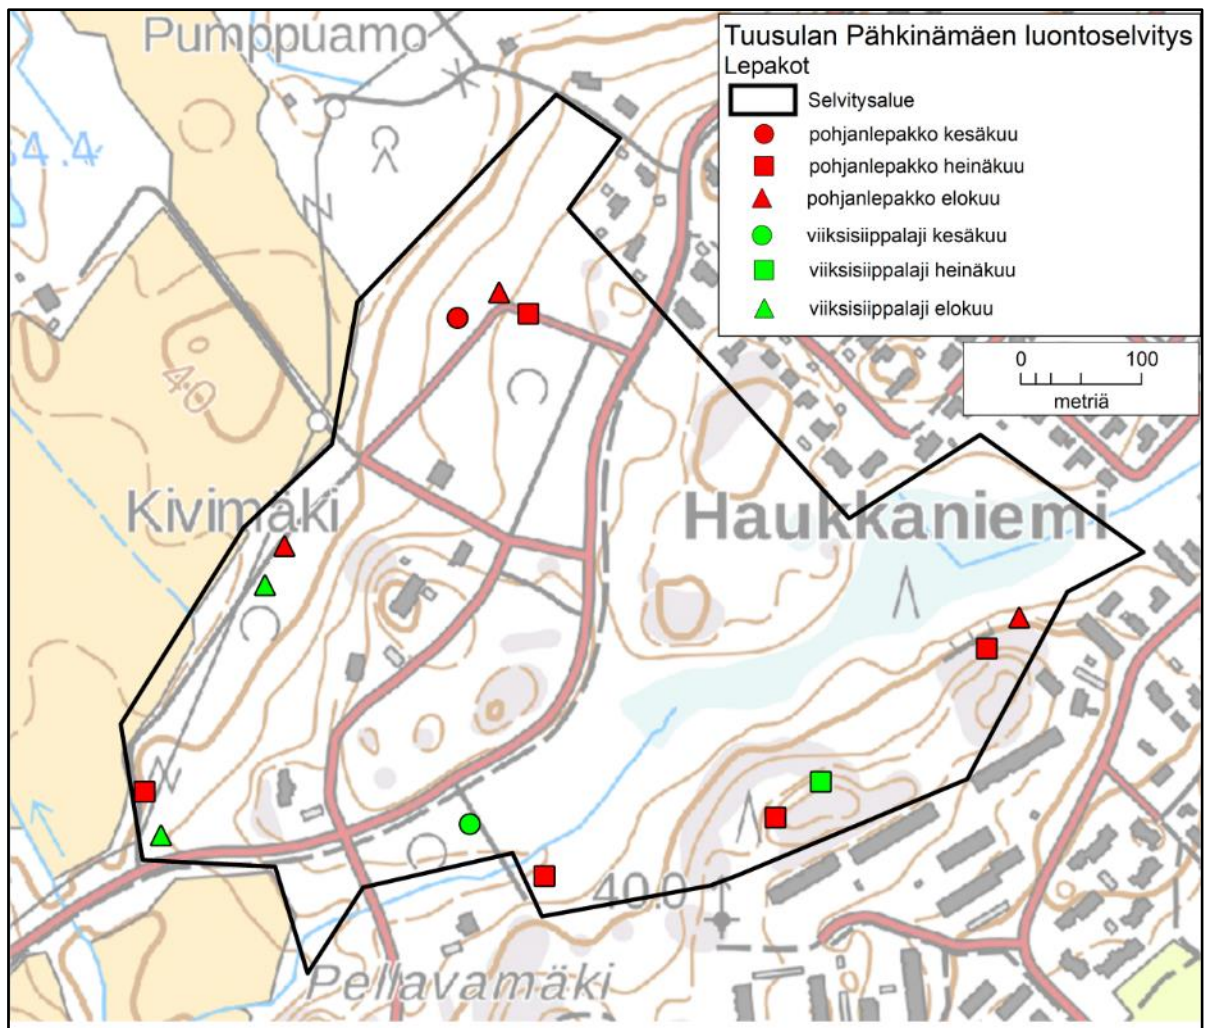 Pumppuamo
Tuusulan Pähkinämäen luontoselvitys
Lepakot
Selvitysalue
pohjanlepakko kesäkuu
pohjanlepakko heinäkuu
pohjanlepakko elokuu
viiksisiippalaji kesäkuu
viiksisiippalaji heinäkuu
viiksisiippalaji elokuu
0 100
metriä
40
Kivimäki
Haukkaniemi
40.0
Pellavamäki